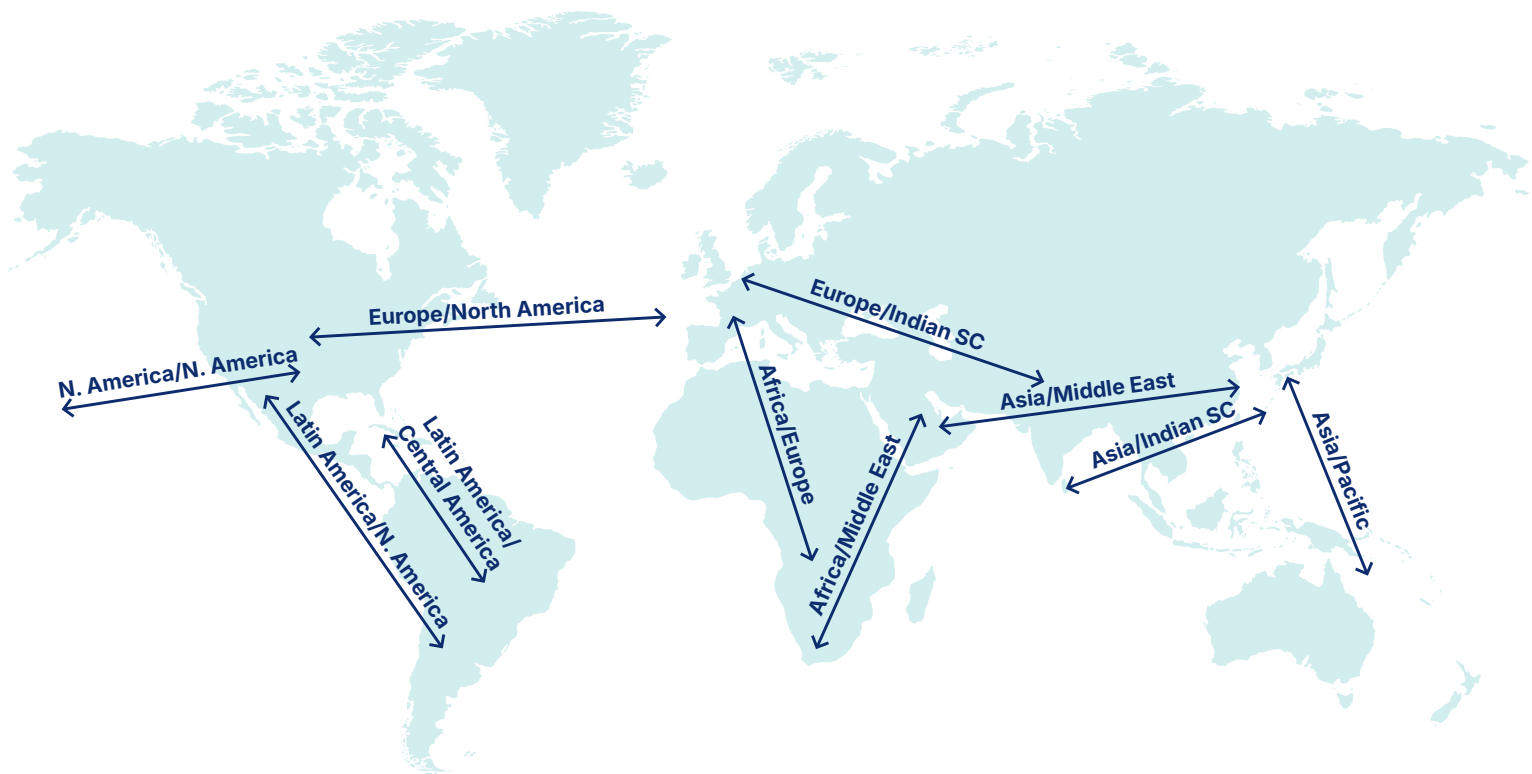 Europe/North America
N. America/N. America
Latin America/N. America
Latin America/
Central America
Europe/Indian SC
Africa/Europe
Africa/Middle East
Asia/Middle East
Asia/Indian SC
Asia/Pacific